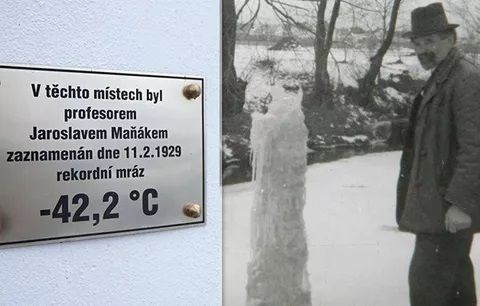 V těchto místech byl
profesorem
Jaroslavem Maňákem
zaznamenán dne 11.2.1929
rekordní mráz
-42,2 °C